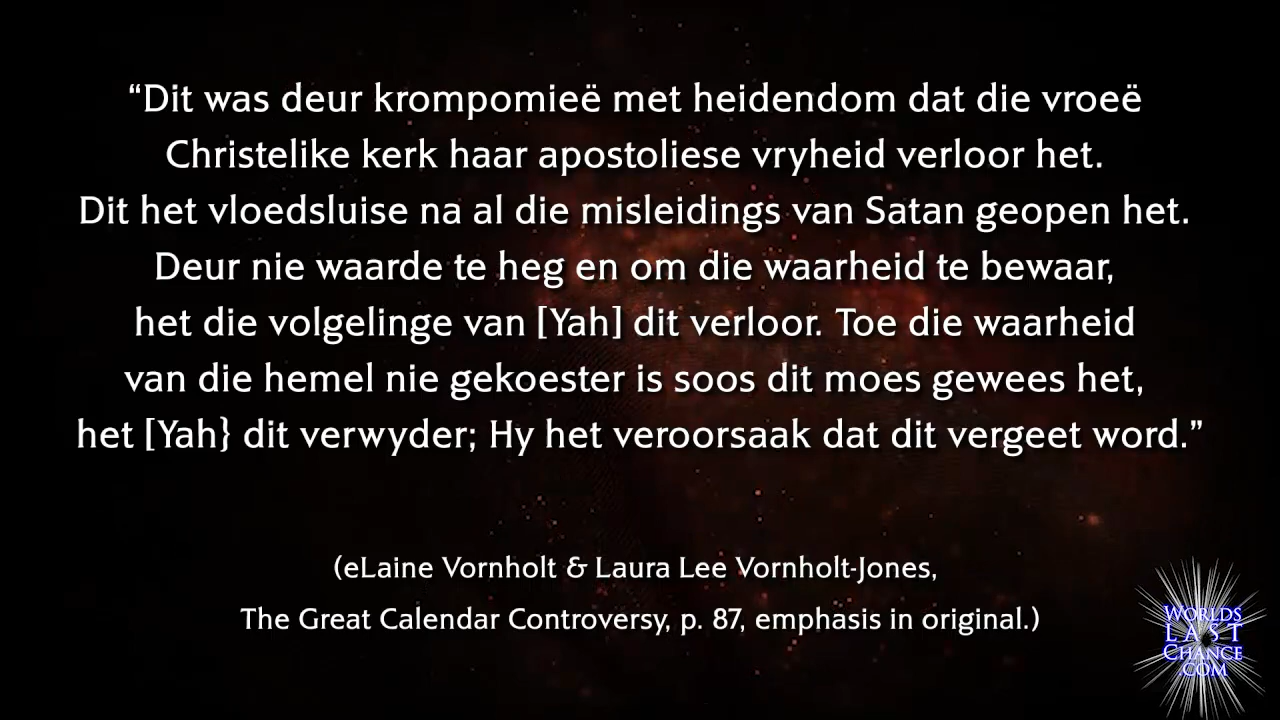 “Dit was deur krompomieë met heidendom dat die vroeë
Christelike kerk haar apostoliese vryheid verloor het.
Dit het vloedsluise na al die misleidings van Satan geopen het.
Deur nie waarde te heg en om die waarheid te bewaar,
het die volgelinge van [Yah] dit verloor. Toe die waarheid
van die hemel nie gekoester is soos dit moes gewees het,
het [Yah} dit verwyder; Hy het veroorsaak dat dit vergeet word.”
(eLaine Vornholt & Laura Lee Vornholt-Jones,
The Great Calendar Controversy, p. 87, emphasis in original.)
WORLDS
LAST
CHANCE
.COM